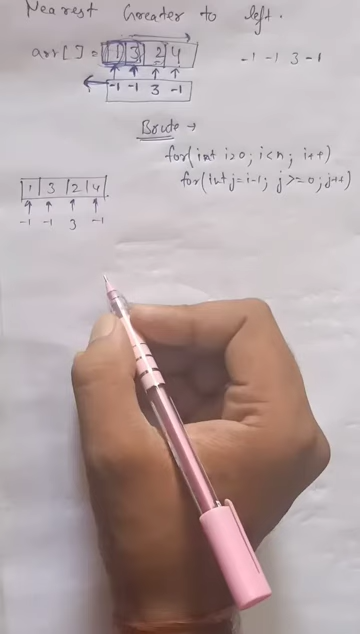 Nearest Greater to left.
arr[] = 1 3 2 4
-1 -1 3 -1
-1 -1 3 -1
Brute →
for(int i=0; i<n; i++)
for(int j=i-1; j>=0; j++)
1 3 2 4
-1 -1 3 -1